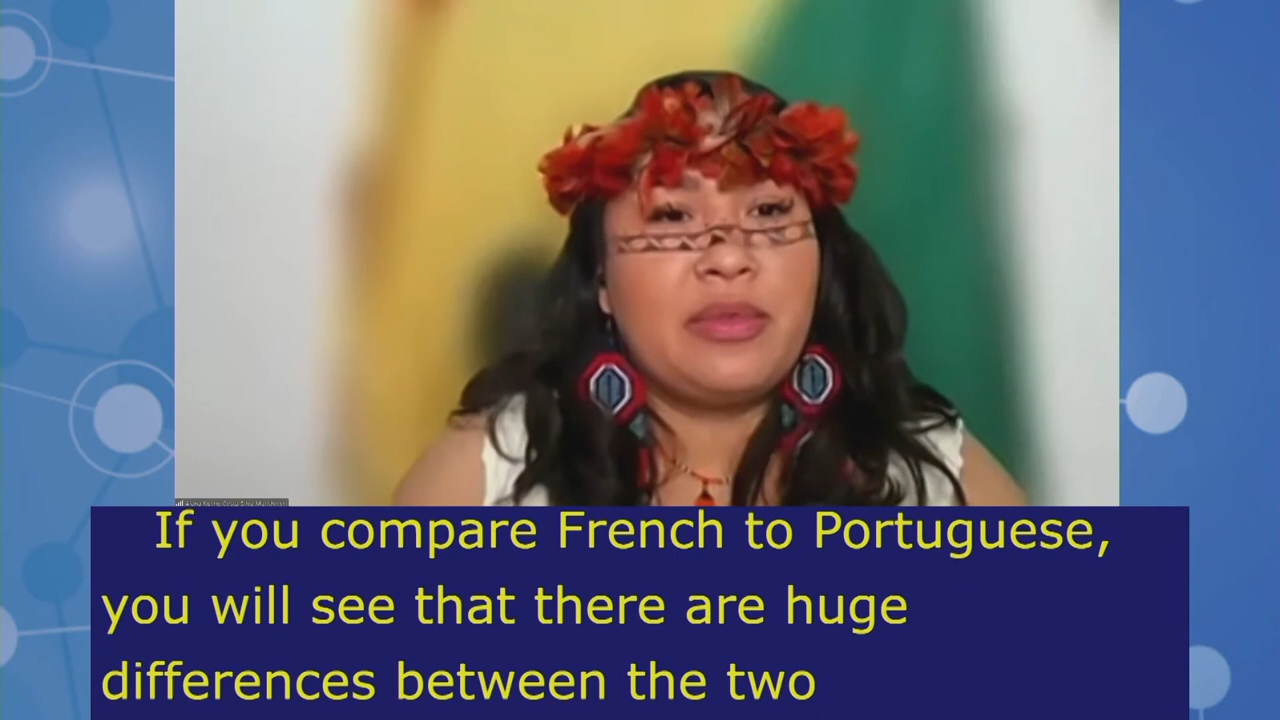 If you compare French to Portuguese,
you will see that there are huge
differences between the two